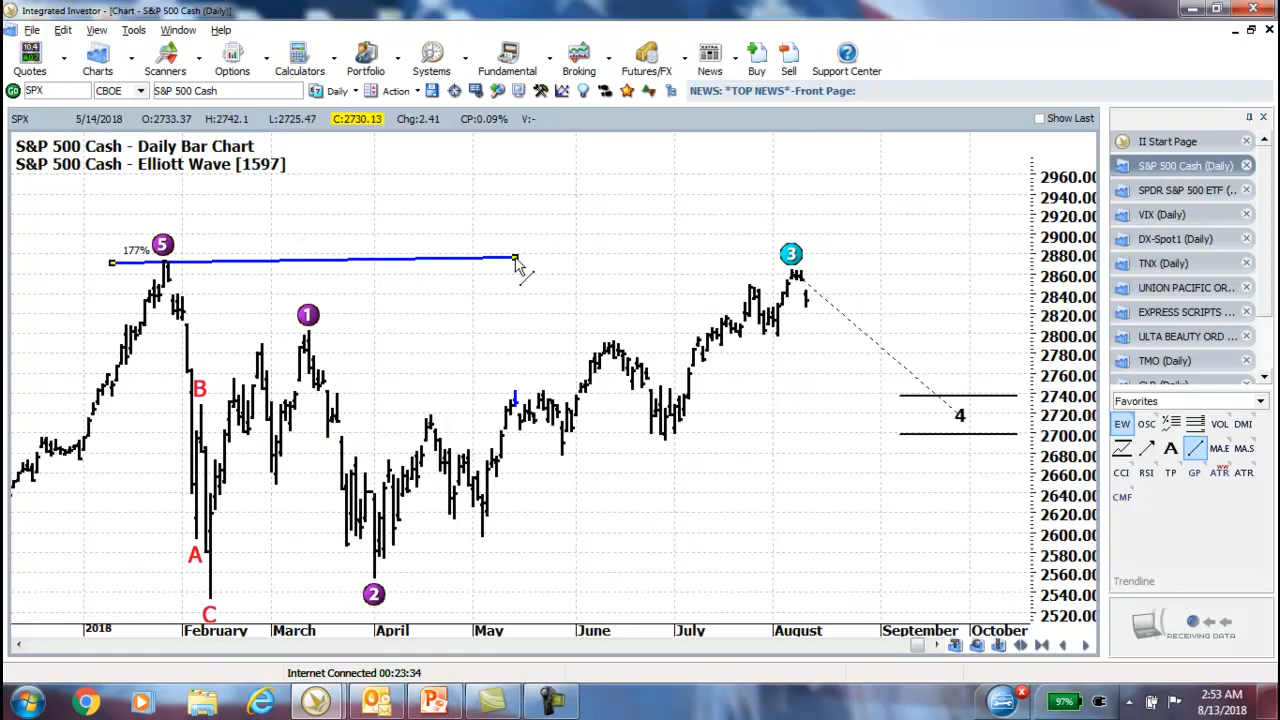 Integrated Investor - [Chart - S&P 500 Cash (Daily)]
File Edit View Tools Window Help
Quotes Charts Scanners Options Calculators Portfolio Systems Fundamental Broking Futures/FX News Buy Sell Support Center
GO SPX CBOE S&P 500 Cash Daily Action NEWS: *TOP NEWS*-Front Page:
SPX 5/14/2018 O:2733.37 H:2742.1 L:2725.47 C:2730.13 Chg:2.41 CP:0.09% V:- Show Last
S&P 500 Cash - Daily Bar Chart
S&P 500 Cash - Elliott Wave [1597]
177%
5
1
3
B
A
C
2
4
2960.00
2940.00
2920.00
2900.00
2880.00
2860.00
2840.00
2820.00
2800.00
2780.00
2760.00
2740.00
2720.00
2700.00
2680.00
2660.00
2640.00
2620.00
2600.00
2580.00
2560.00
2540.00
2520.00
2018 February March April May June July August September October
II Start Page
S&P 500 Cash (Daily)
SPDR S&P 500 ETF (..
VIX (Daily)
DX-Spot1 (Daily)
TNX (Daily)
UNION PACIFIC OR...
EXPRESS SCRIPTS ...
ULTA BEAUTY ORD ...
TMO (Daily)
Favorites
EW OSC VOL DMI
A MA.E MA.S
CCI RSI TP GP ATR ATR
CMF
Trendline
RECEIVING DATA
Internet Connected 00:23:34
97%
2:53 AM
8/13/2018